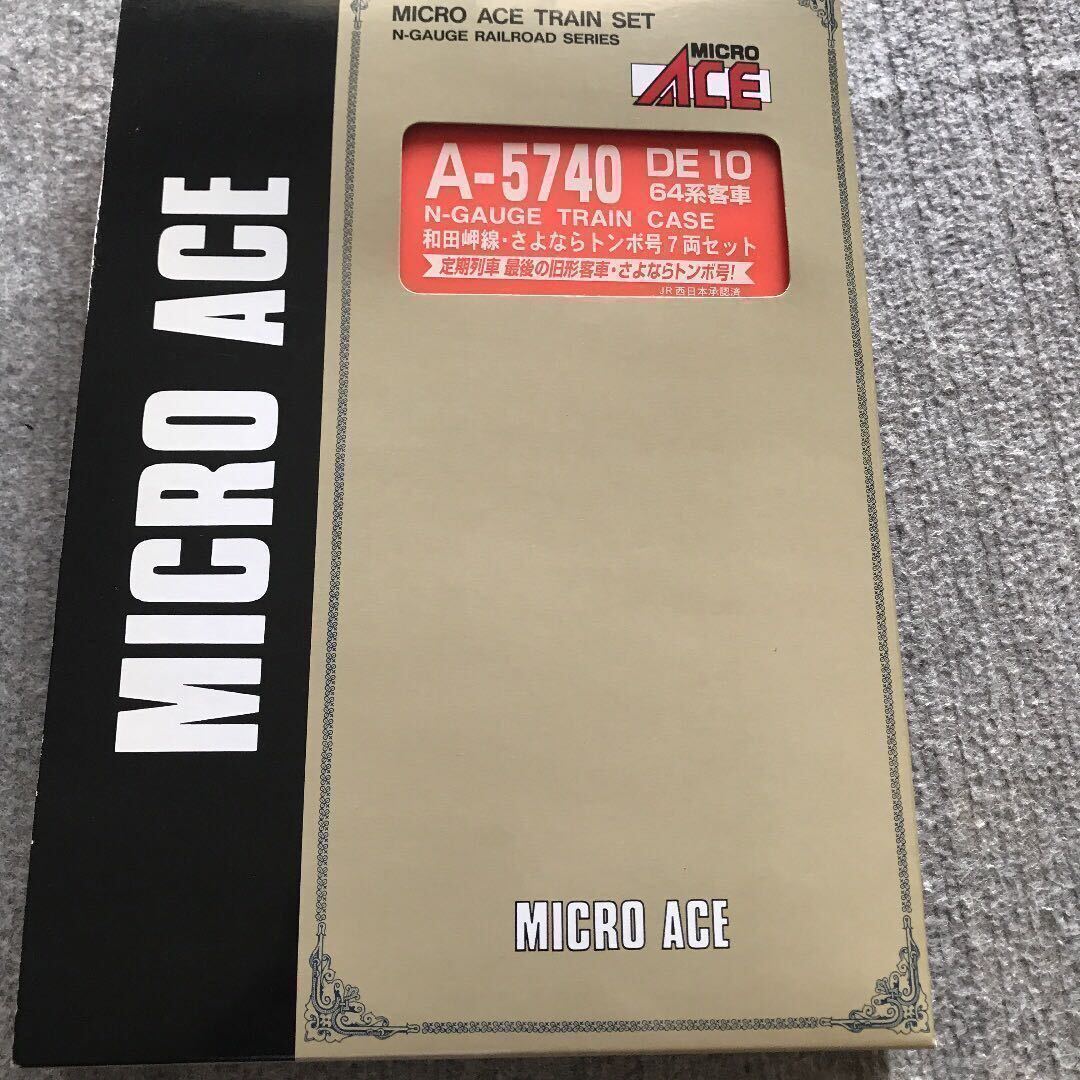 MICRO ACE TRAIN SET
N-GAUGE RAILROAD SERIES
MICRO
ACE
A-5740 DE10
64系客車
N-GAUGE TRAIN CASE
和田岬線・さよならトンボ号7両セット
定期列車 最後の旧形客車・さよならトンボ号!
JR西日本承認済
MICRO ACE
MICRO ACE